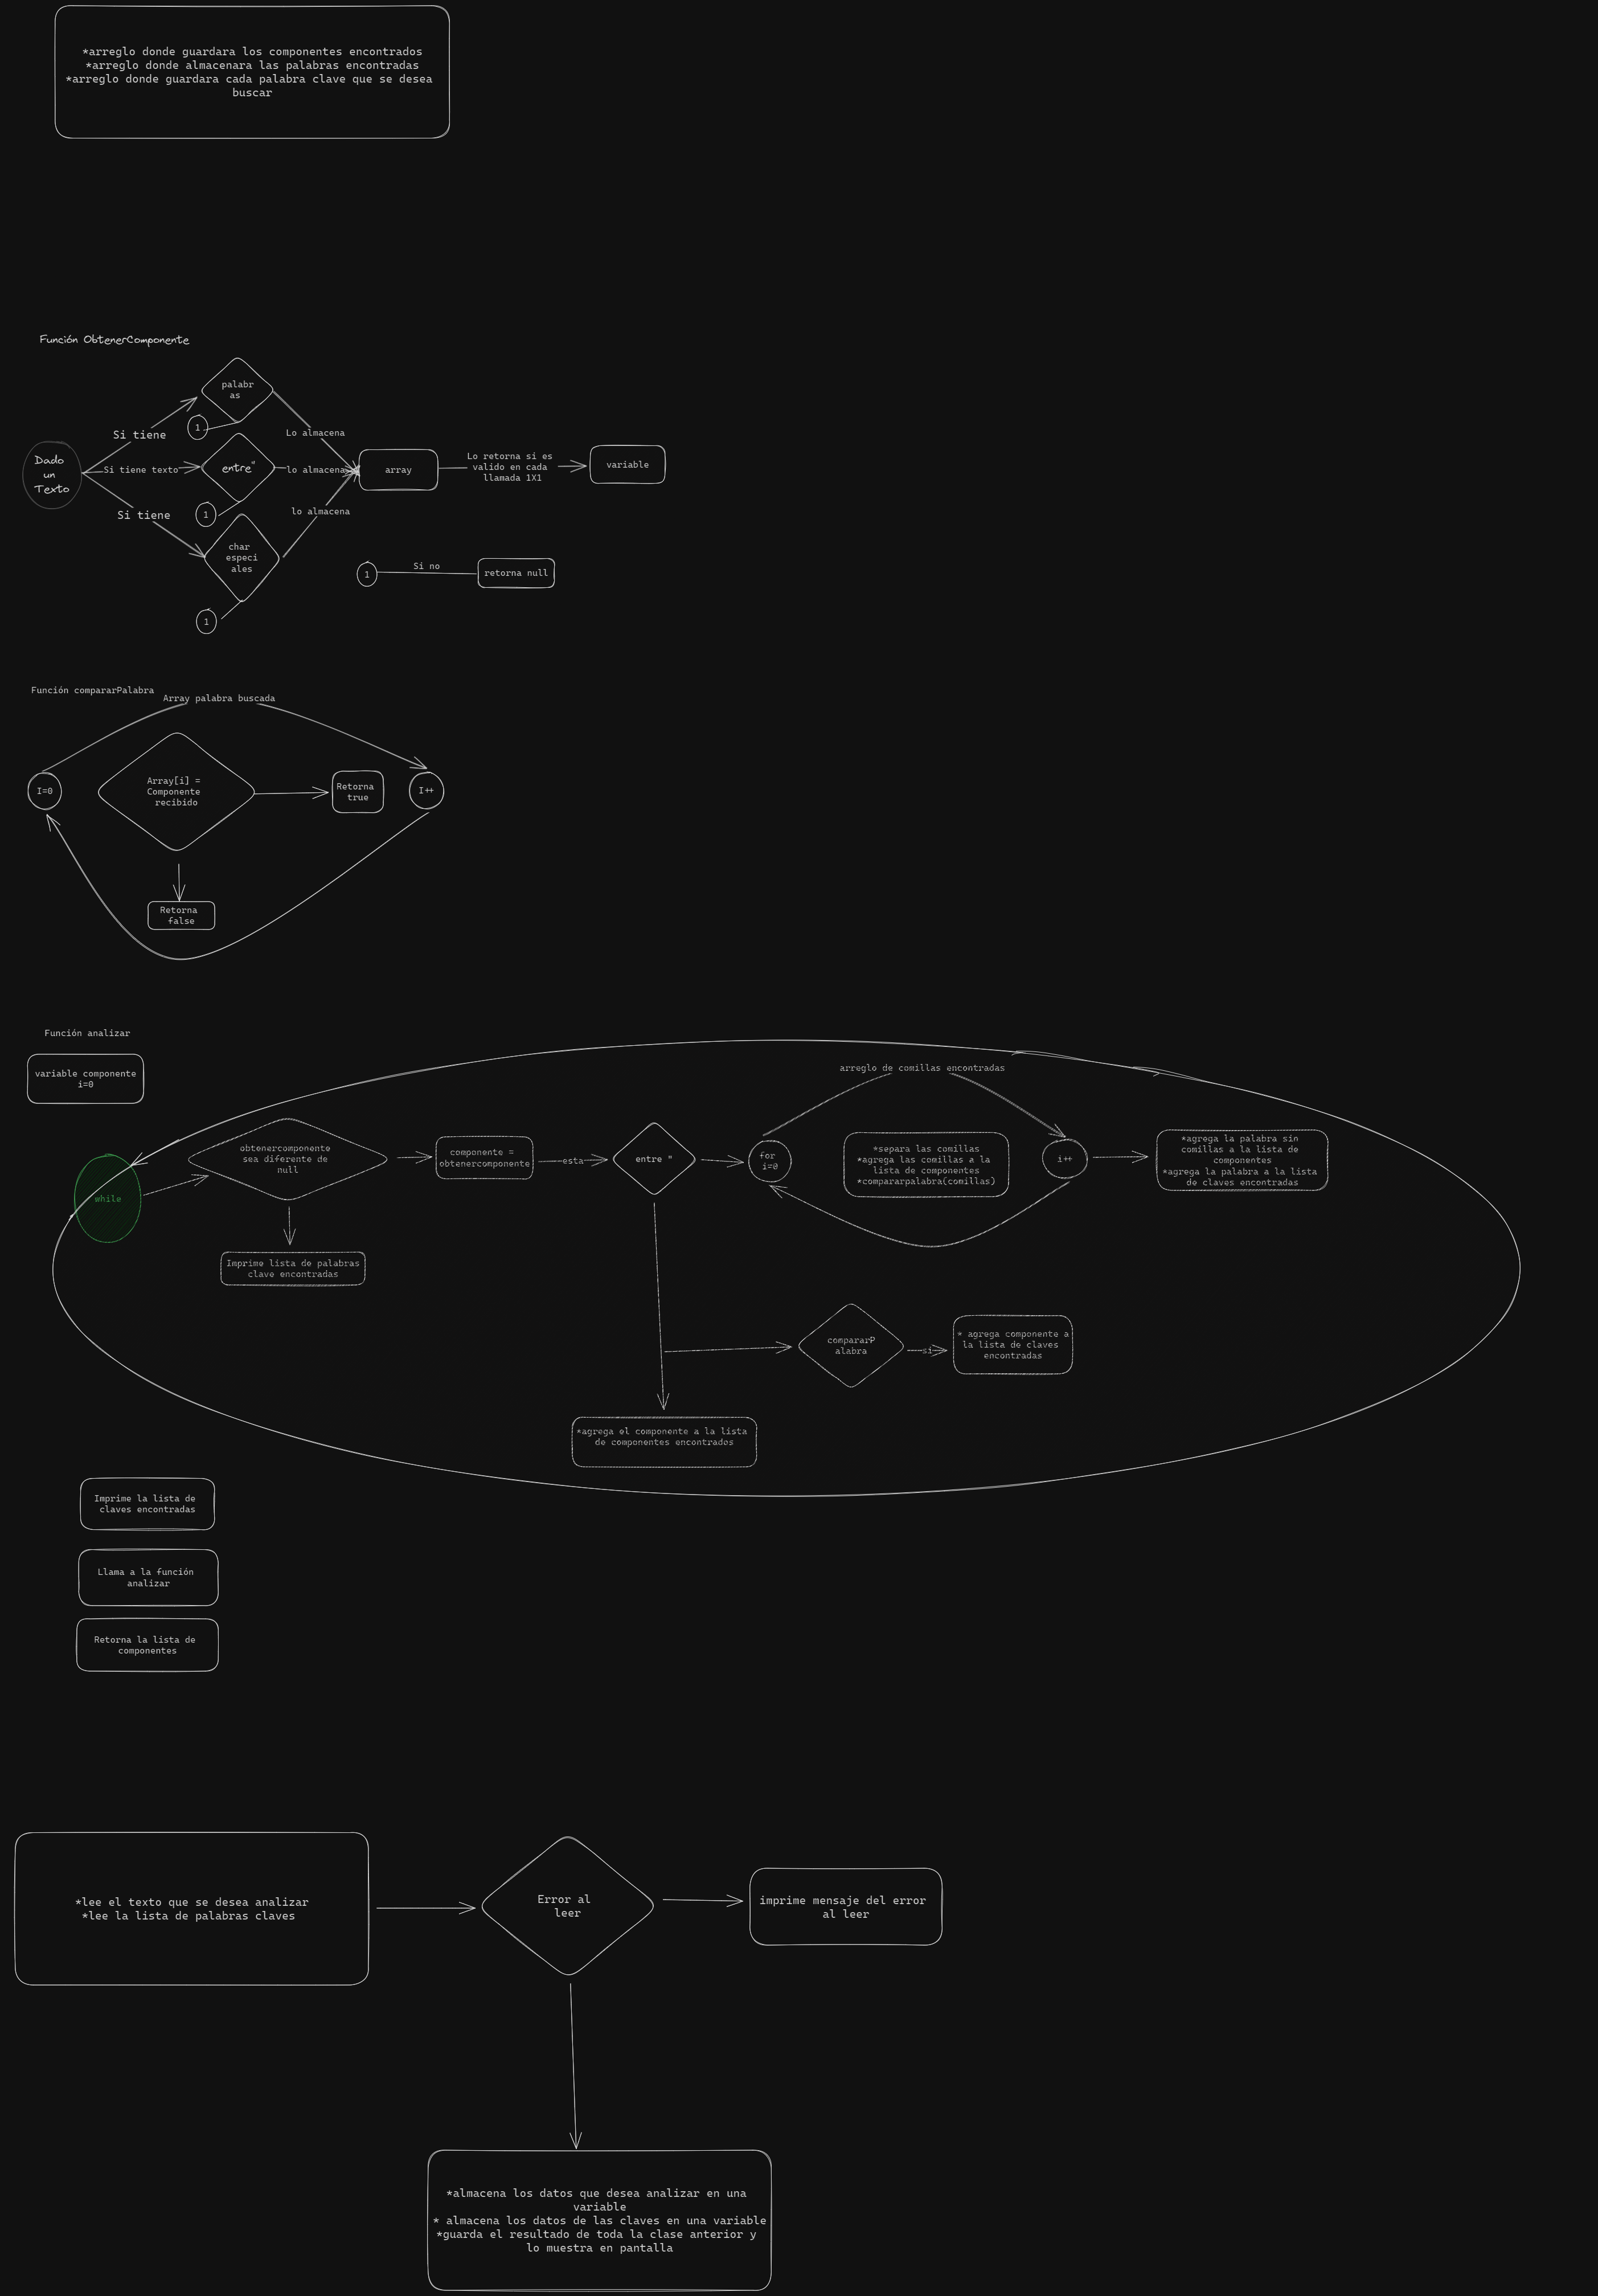 *arreglo donde guardara los componentes encontrados
*arreglo donde almacenara las palabras encontradas
*arreglo donde guardara cada palabra clave que se desea
buscar
Función ObtenerComponente
palabr
as
1
Si tiene
Lo almacena
Dado
un
Texto
Si tiene texto
entre"
lo almacena
array
Lo retorna si es
valido en cada
llamada 1X1
variable
1
Si tiene
lo almacena
char
especi
ales
1
Si no
retorna null
1
Función compararPalabra
Array palabra buscada
I=0
Array[i] =
Componente
recibido
Retorna
true
I++
Retorna
false
Función analizar
variable componente
i=0
arreglo de comillas encontradas
while
obtenercomponente
sea diferente de
null
componente =
obtenercomponente
esta
entre "
for
i=0
*separa las comillas
*agrega las comillas a la
lista de componentes
*compararpalabra(comillas)
i++
*agrega la palabra sin
comillas a la lista de
componentes
*agrega la palabra a la lista
de claves encontradas
Imprime lista de palabras
clave encontradas
compararP
alabra
si
* agrega componente a
la lista de claves
encontradas
*agrega el componente a la lista
de componentes encontrados
Imprime la lista de
claves encontradas
Llama a la función
analizar
Retorna la lista de
componentes
*lee el texto que se desea analizar
*lee la lista de palabras claves
Error al
leer
imprime mensaje del error
al leer
*almacena los datos que desea analizar en una
variable
* almacena los datos de las claves en una variable
*guarda el resultado de toda la clase anterior y
lo muestra en pantalla